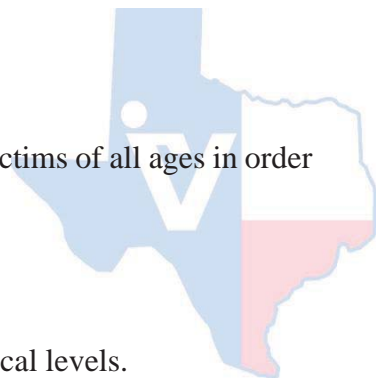 ctims of all ages in order
cal levels.